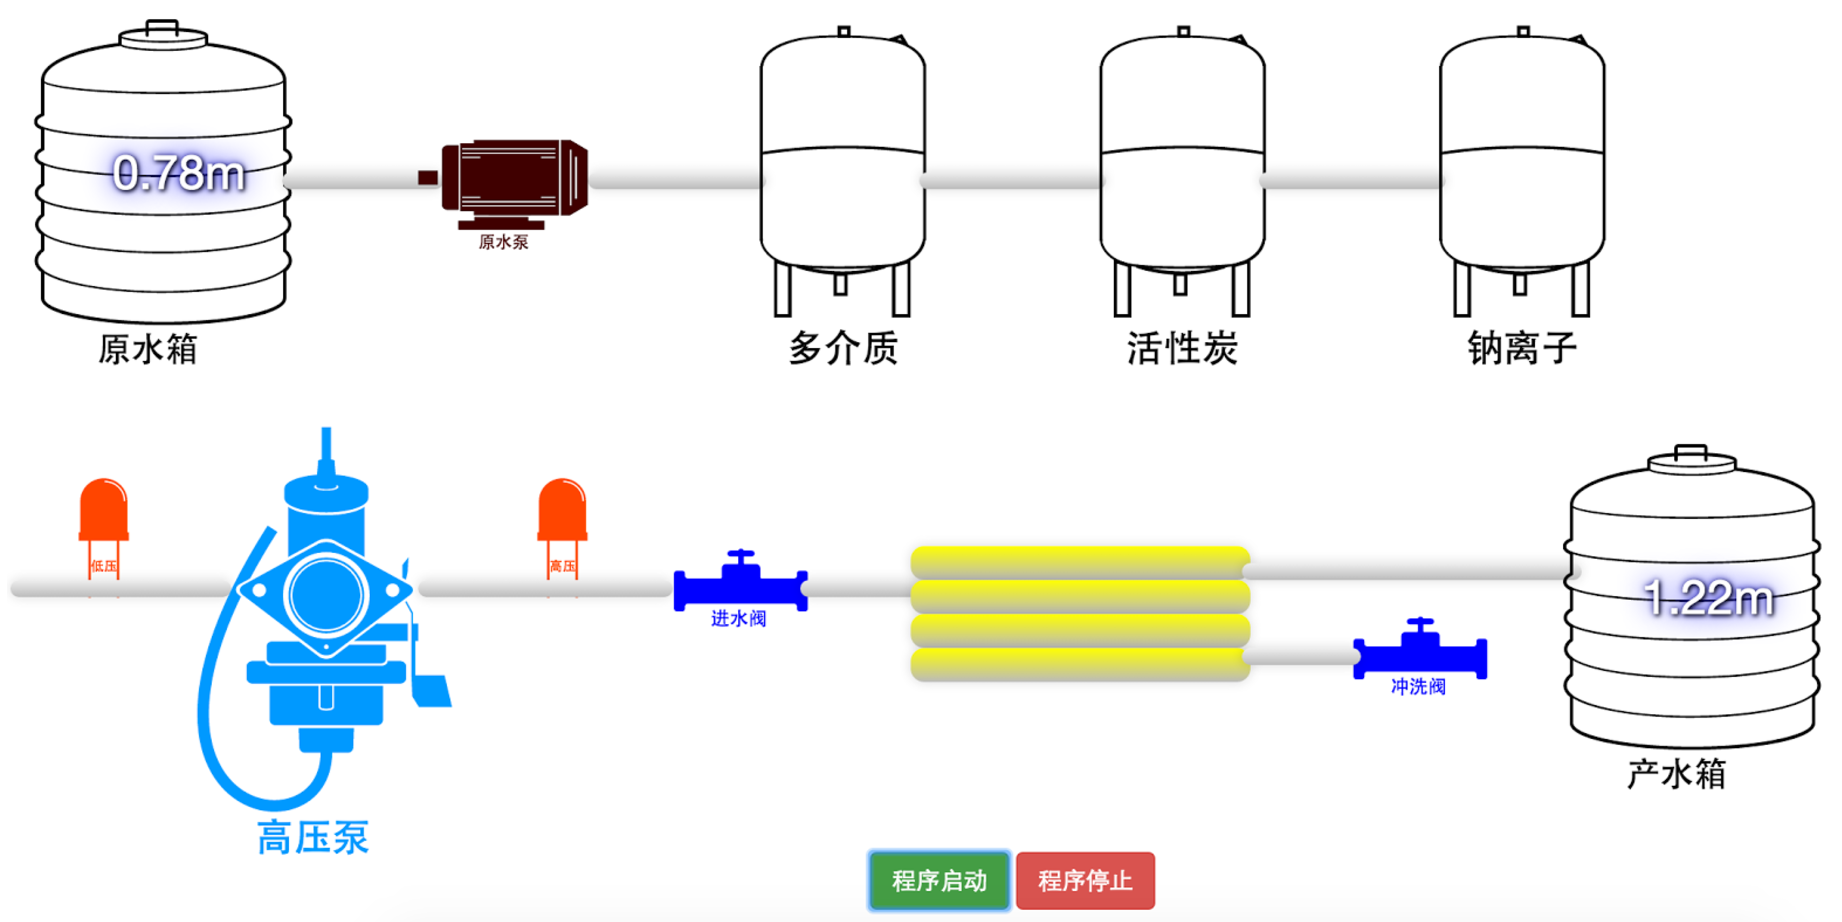 0.78m
原水泵
原水箱
多介质
活性炭
钠离子
低压
高压
进水阀
1.22m
冲洗阀
产水箱
高压泵
程序启动
程序停止